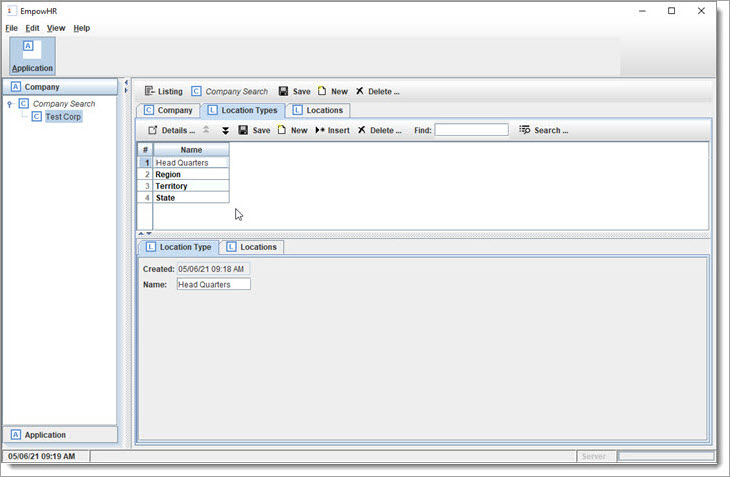 EmpowHR
File Edit View Help
A
Application
A Company
C Company Search
C Test Corp
A Application
Listing C Company Search Save New Delete ...
C Company L Location Types L Locations
Details ... Save New Insert Delete ... Find: Search ...
# Name
1 Head Quarters
2 Region
3 Territory
4 State
L Location Type L Locations
Created: 05/06/21 09:18 AM
Name: Head Quarters
05/06/21 09:19 AM Server